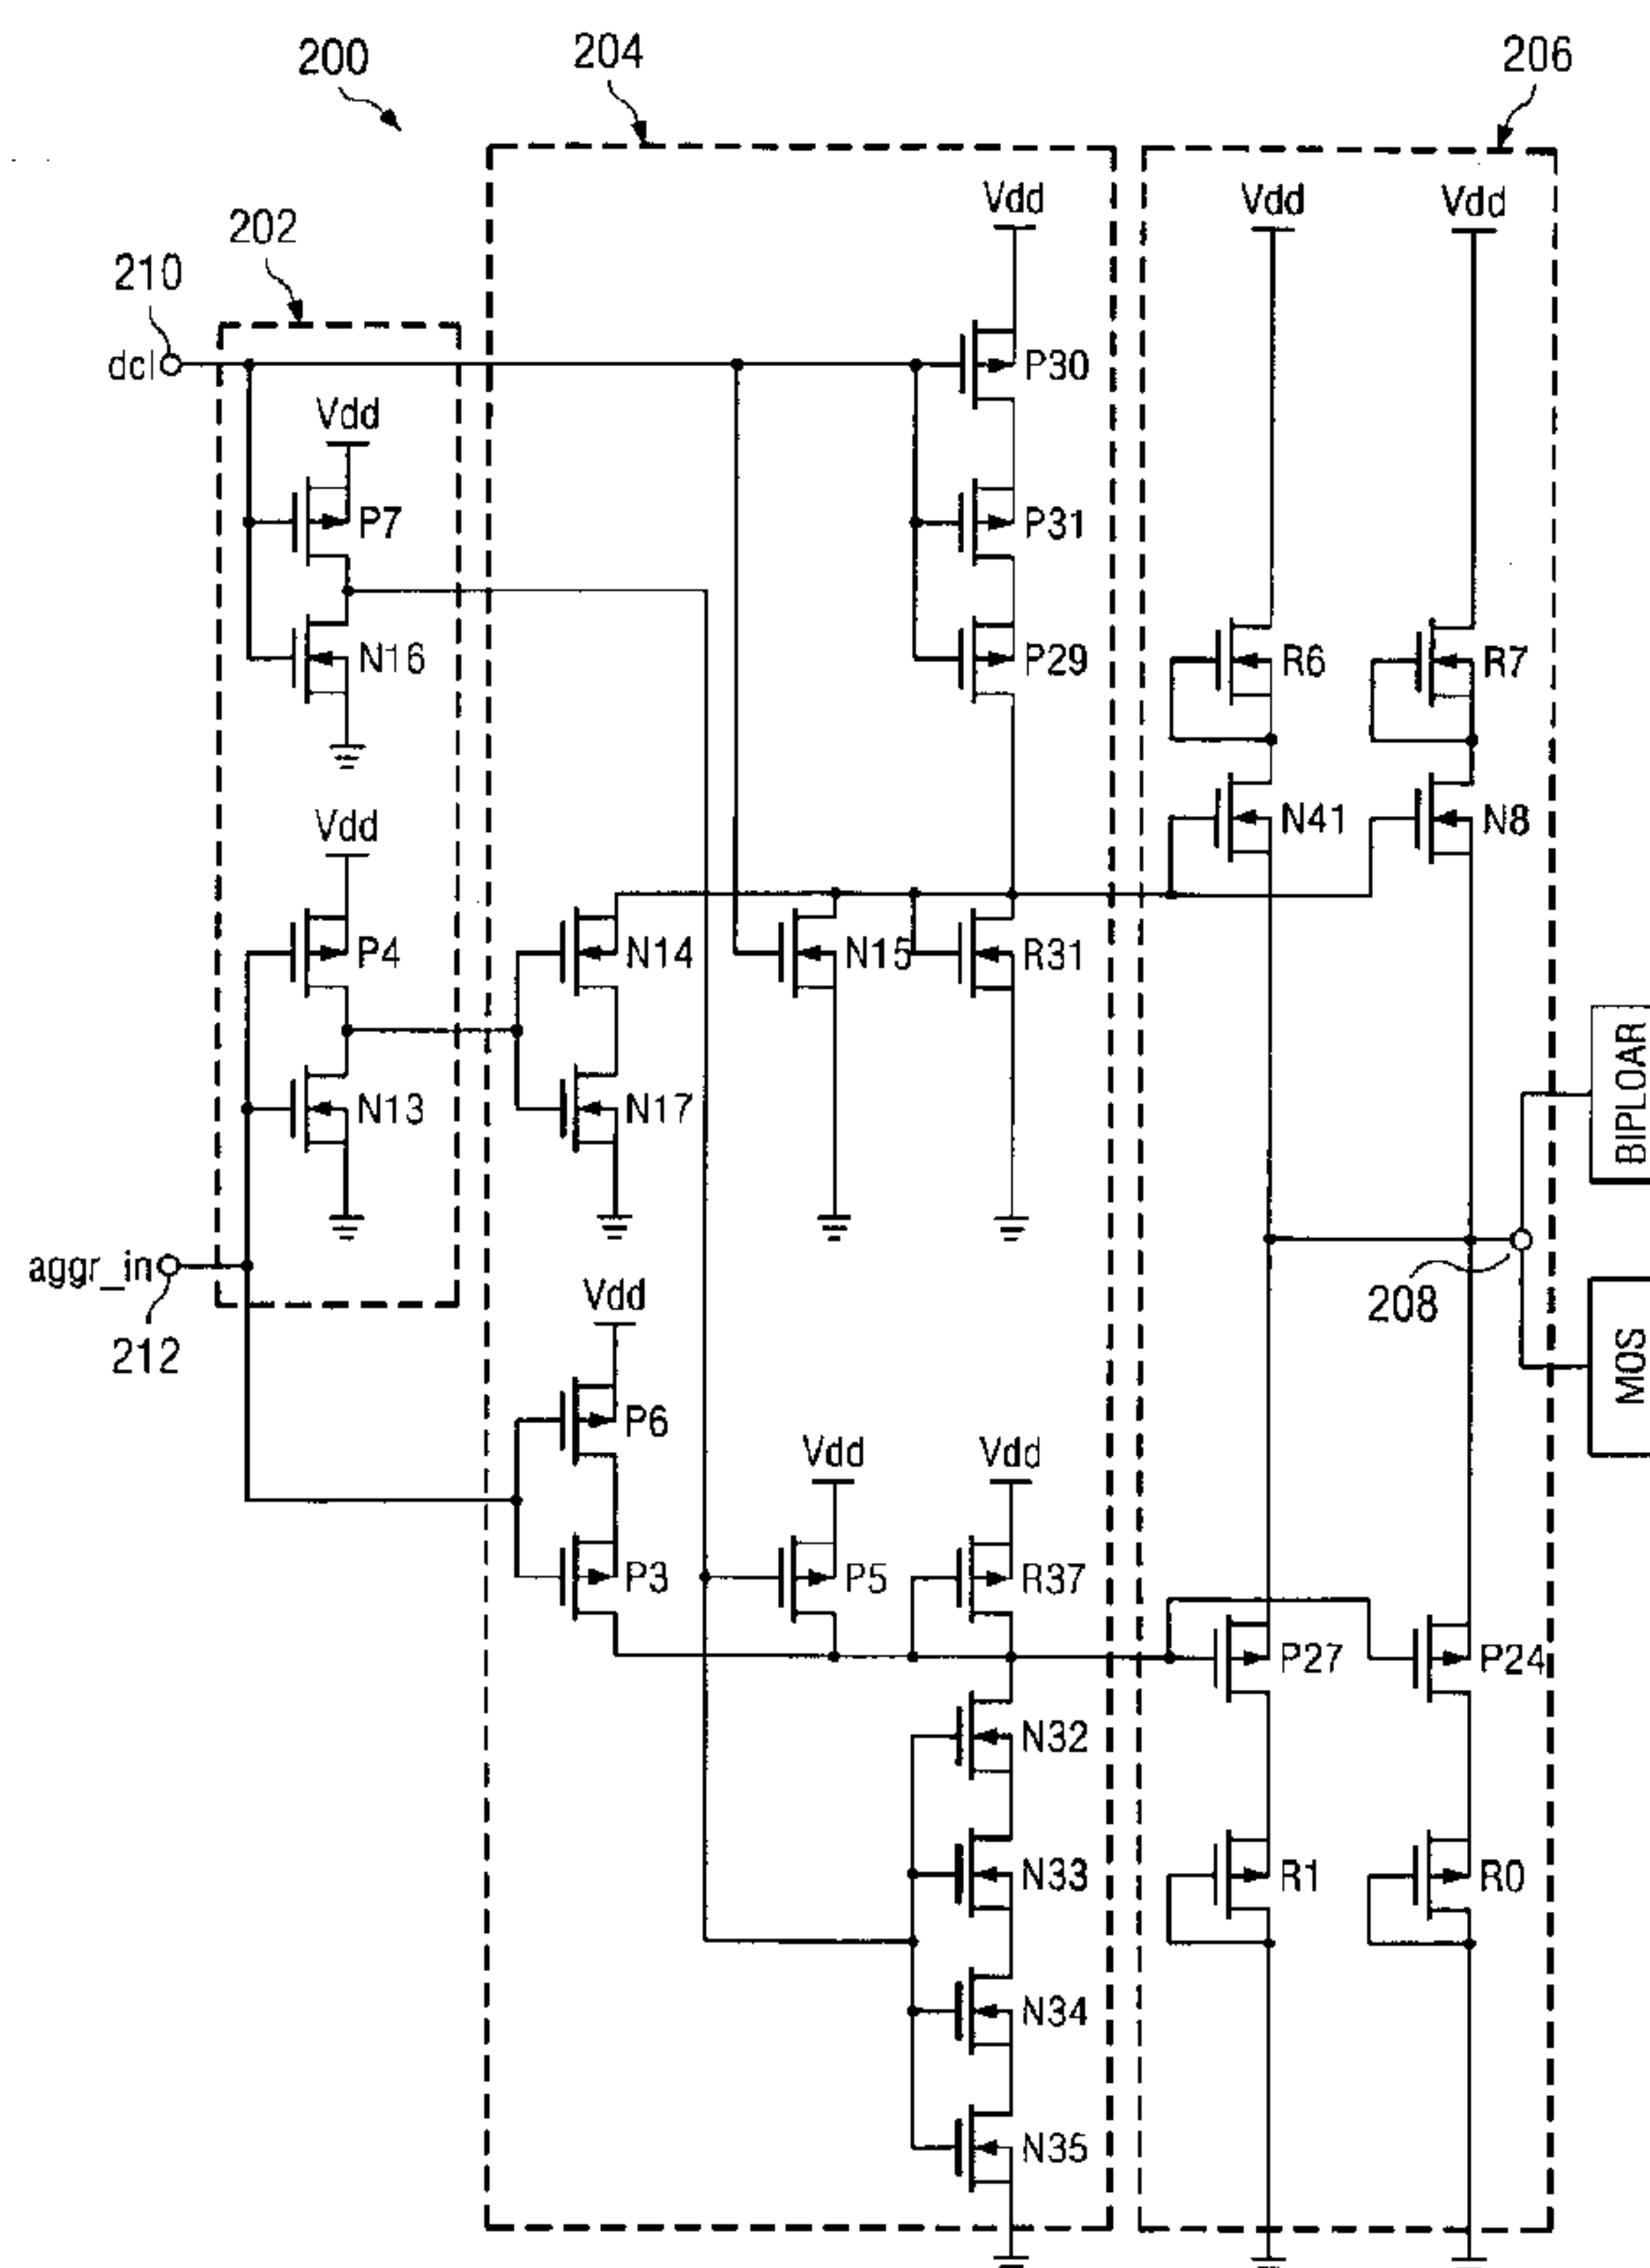 200
204
206
202
210
Vdd
Vdd
Vdd
dcl
P30
Vdd
P7
P31
N16
P29
R6
R7
Vdd
N41
N8
P4
N14
N15
R31
N13
N17
BIPLOAR
aggr_in
212
Vdd
208
MOS
P6
Vdd
Vdd
P3
P5
R37
P27
P24
N32
N33
R1
R0
N34
N35